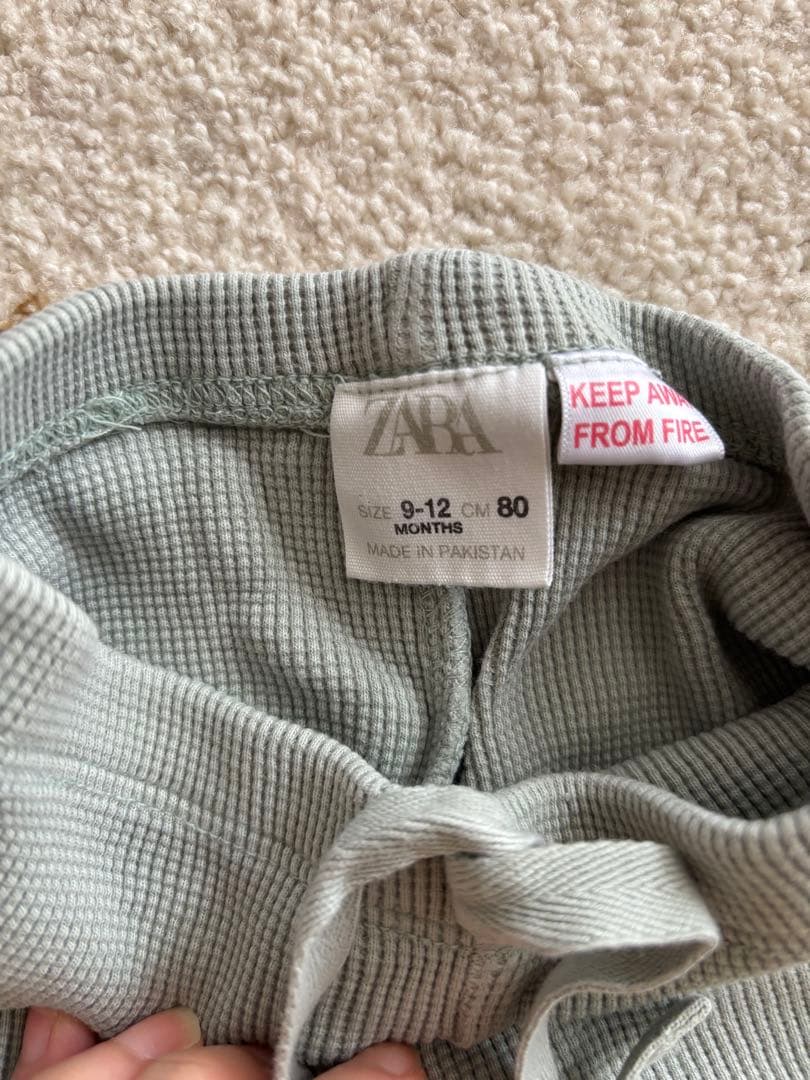 ZARA
SIZE 9-12 CM 80
MONTHS
MADE IN PAKISTAN
KEEP AWA
FROM FIRE